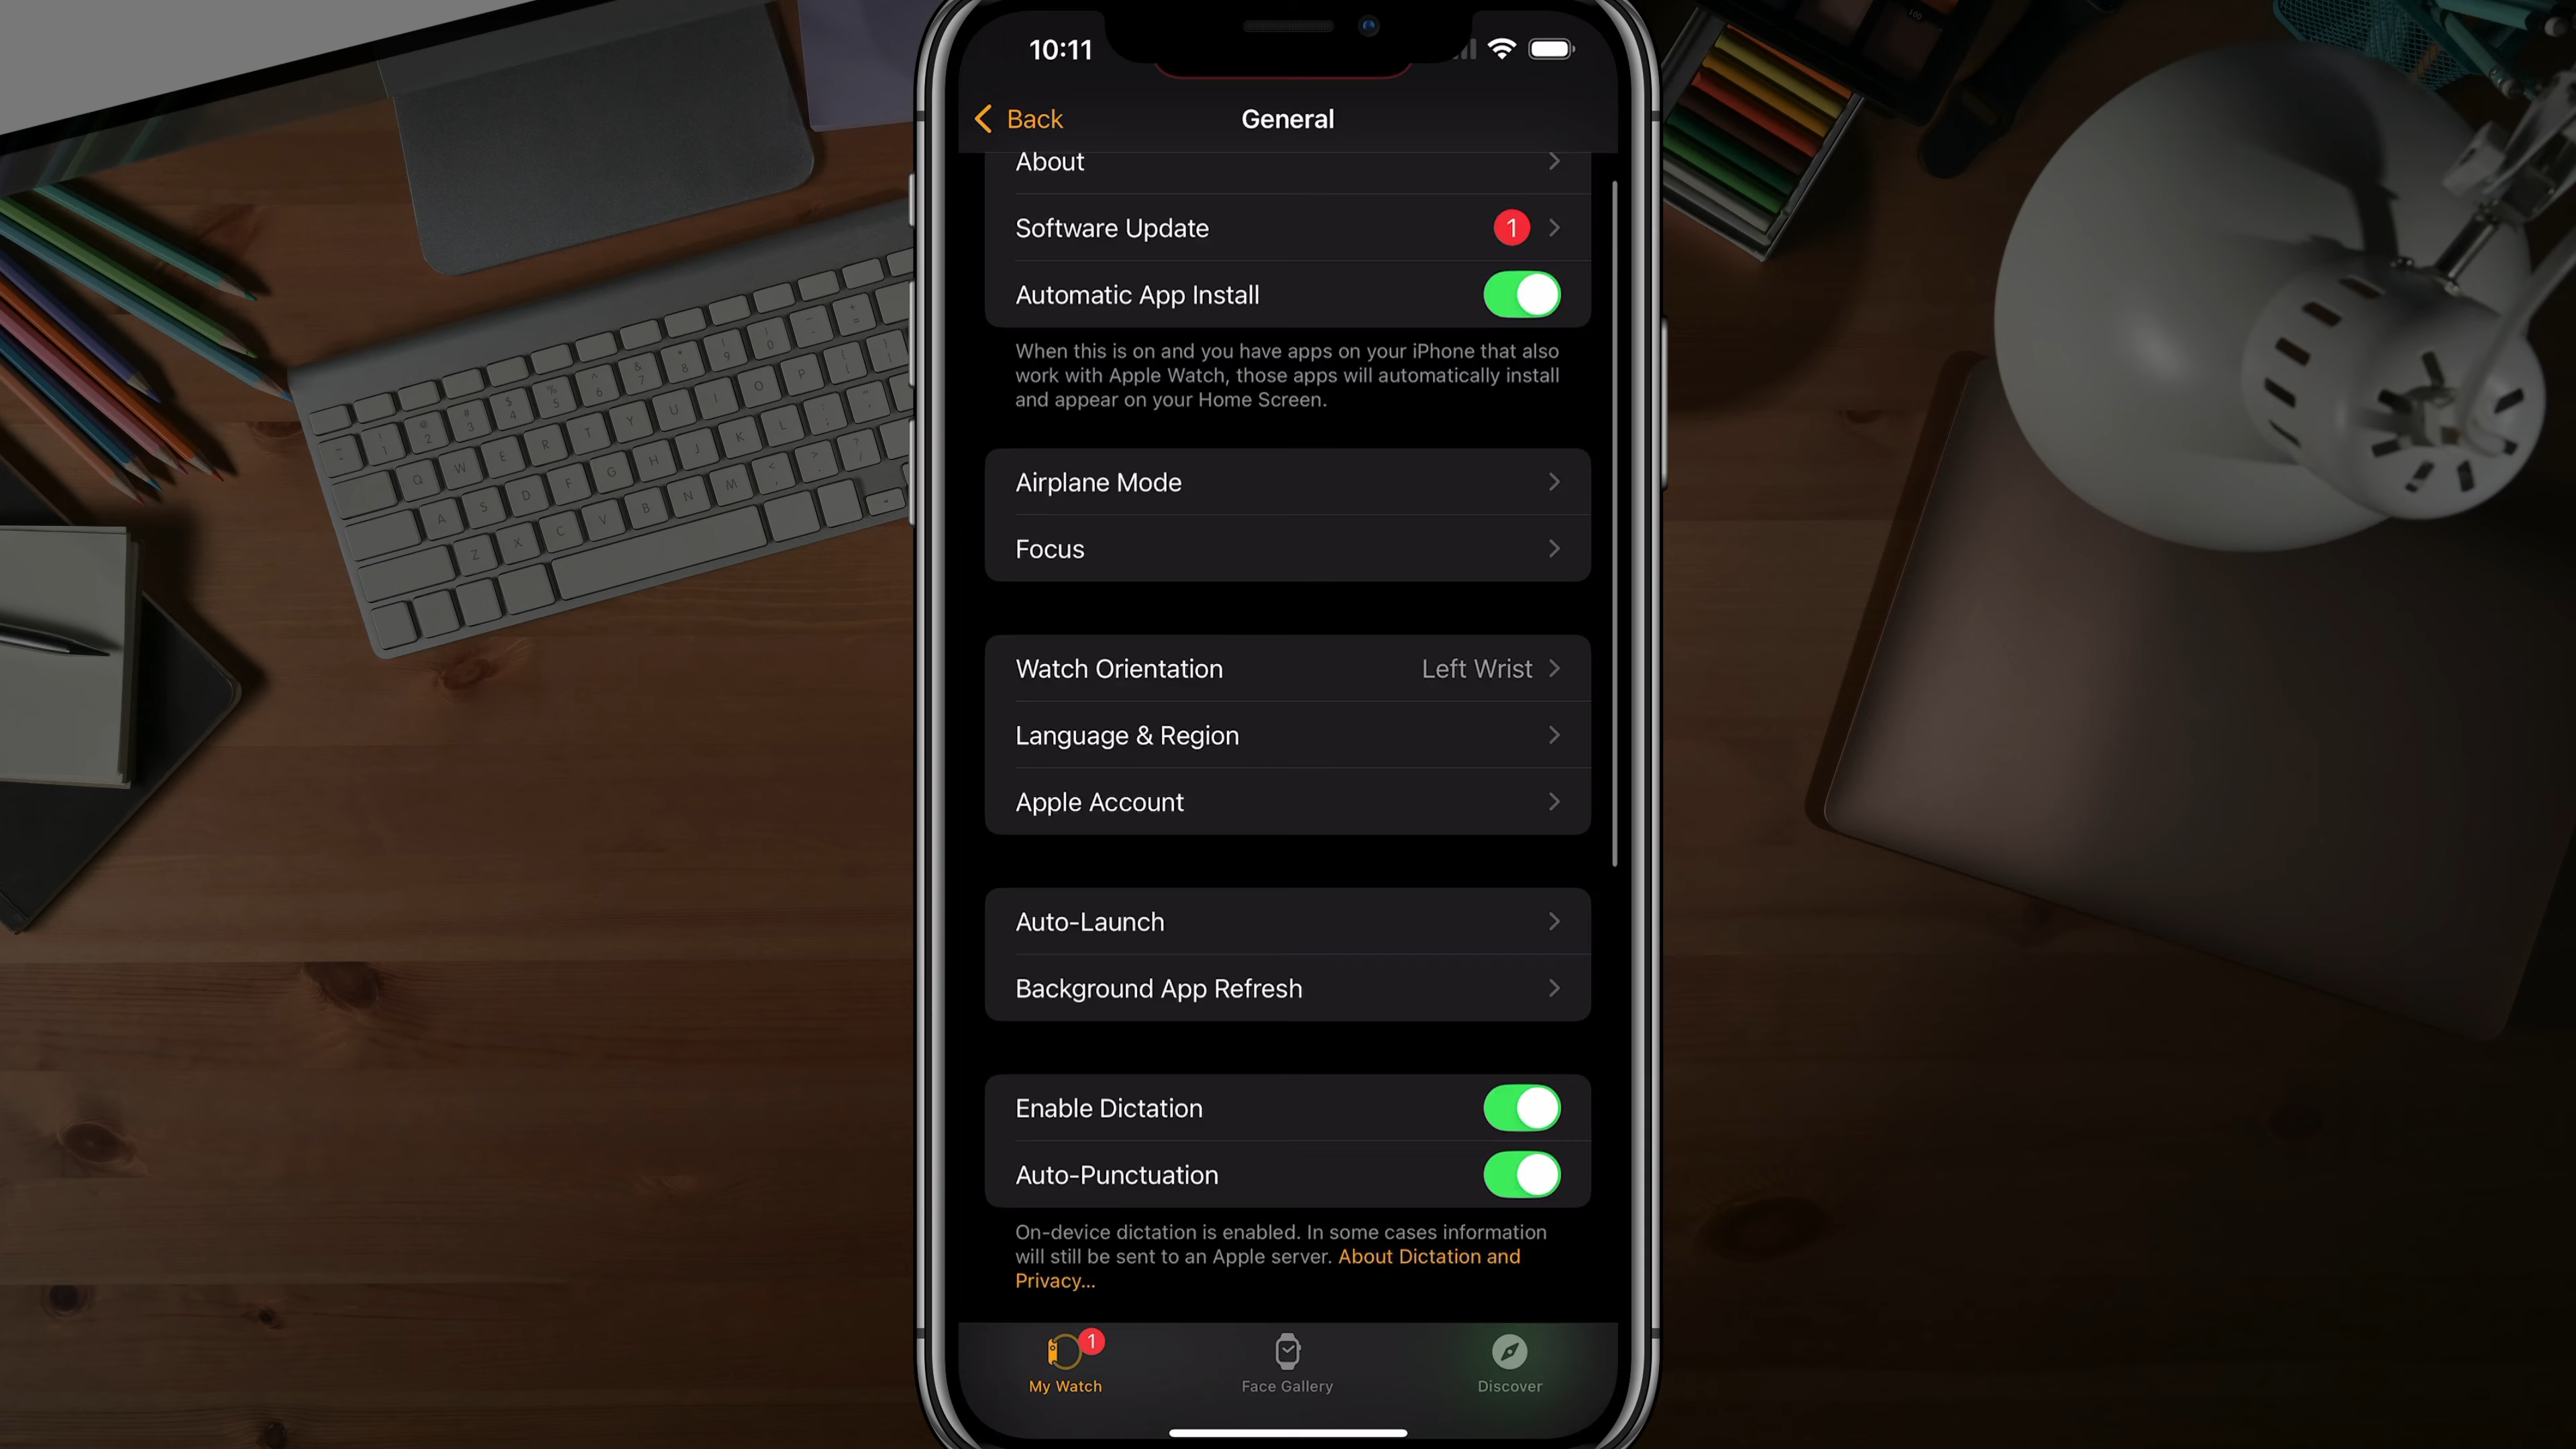 10:11
Back
General
About
Software Update 1
Automatic App Install
When this is on and you have apps on your iPhone that also
work with Apple Watch, those apps will automatically install
and appear on your Home Screen.
Airplane Mode
Focus
Watch Orientation Left Wrist
Language & Region
Apple Account
Auto-Launch
Background App Refresh
Enable Dictation
Auto-Punctuation
On-device dictation is enabled. In some cases information
will still be sent to an Apple server. About Dictation and
Privacy...
1
My Watch
Face Gallery
Discover
Q W E R T Y U I O P
A S D F G H J K L
Z X C V B N M